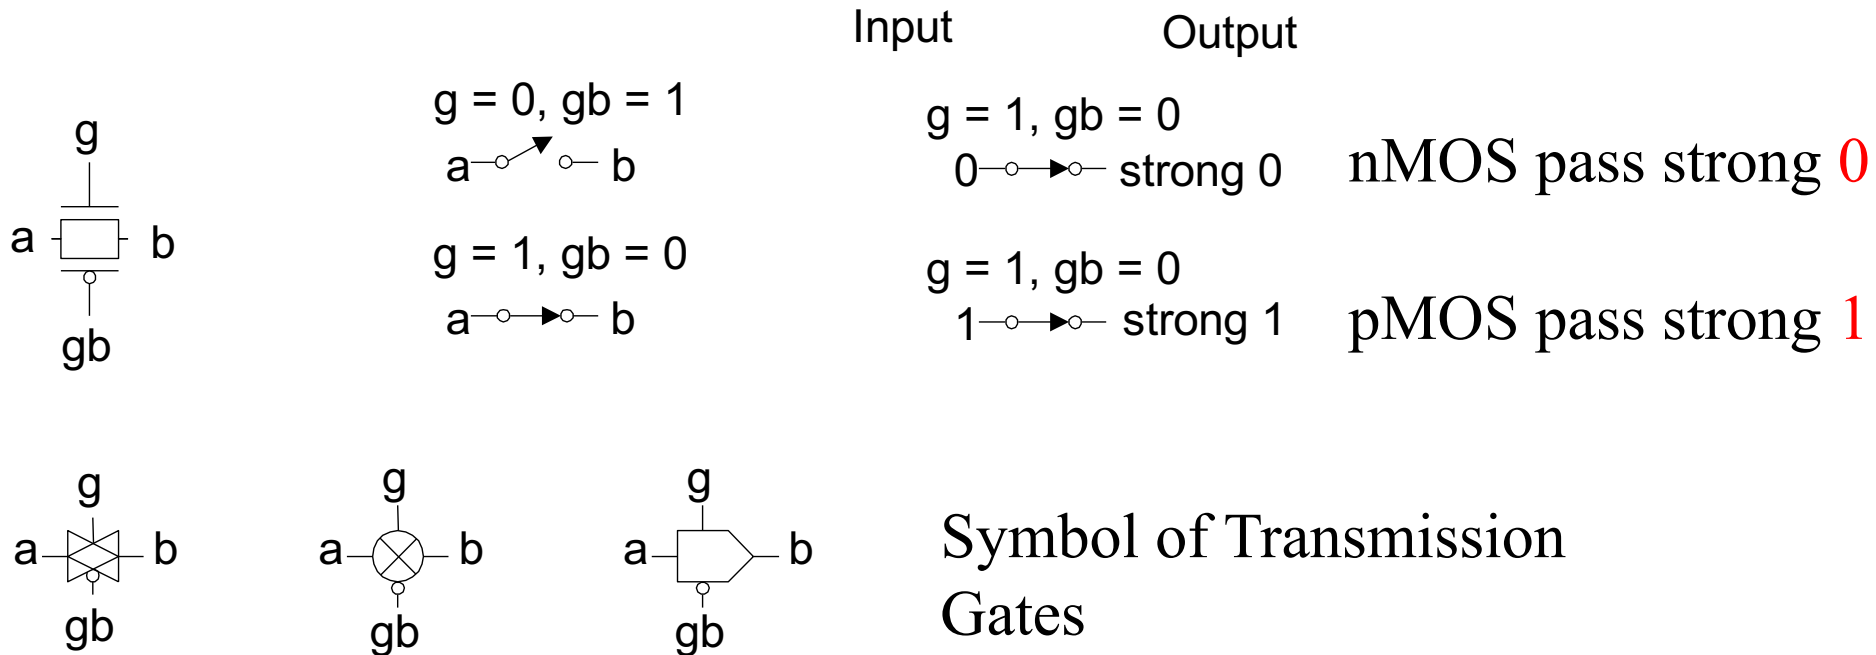 Input Output
g
a b
gb
g = 0, gb = 1
a b
g = 1, gb = 0
a b
g = 1, gb = 0
0 strong 0
g = 1, gb = 0
1 strong 1
nMOS pass strong 0
pMOS pass strong 1
g
a b
gb
g
a b
gb
g
a b
gb
Symbol of Transmission
Gates